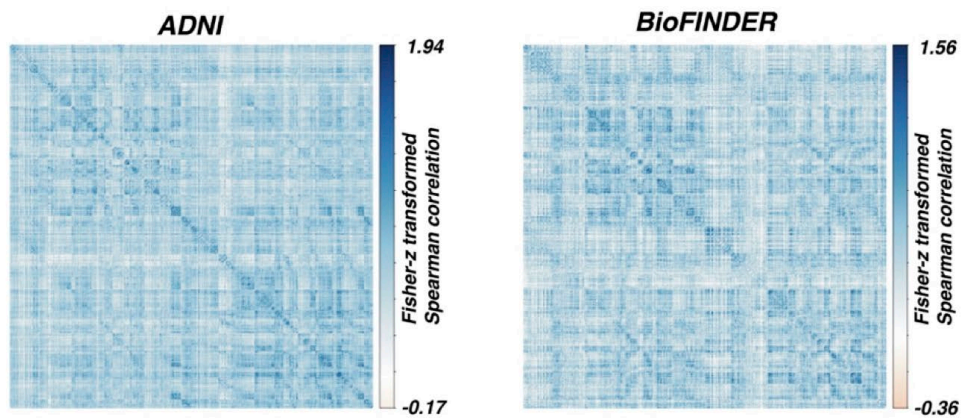 ADNI
1.94
Fisher-z transformed
Spearman correlation
-0.17
BioFINDER
1.56
Fisher-z transformed
Spearman correlation
-0.36